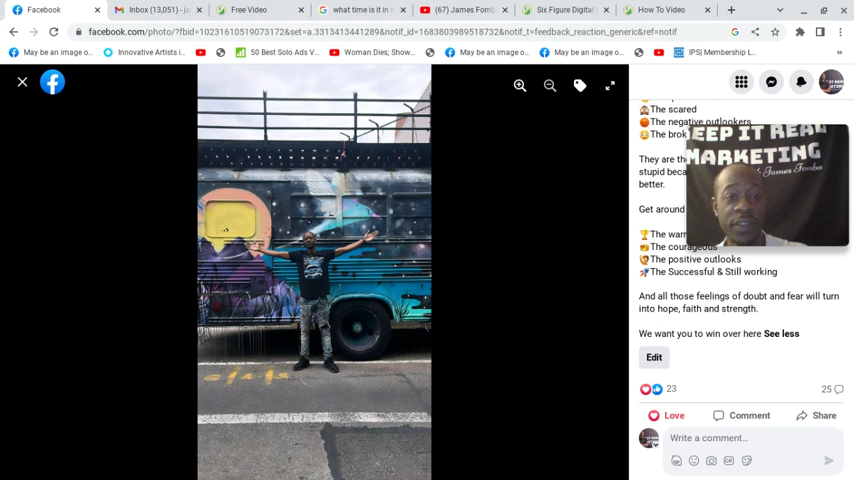 Facebook
Inbox (13,051) - ja
Free Video
what time is it in n
(67) James Fomb
Six Figure Digital
How To Video
facebook.com/photo/?fbid=10231610519073172&set=a.3313413441289&notif_id=1683803989518732&notif_t=feedback_reaction_generic&ref=notif
May be an image o...
Innovative Artists i...
50 Best Solo Ads V...
Woman Dies; Show...
May be an image o...
May be an image o...
IPS| Membership L...
The scared
The negative outlookers
The brok
They are the
stupid beca
better.
EEP IT REAL
MARKETING
James Fomba
Get around
The warr
The courageous
The positive outlooks
The Successful & Still working
And all those feelings of doubt and fear will turn
into hope, faith and strength.
We want you to win over here See less
Edit
23
25
Love
Comment
Share
Write a comment...
GIF